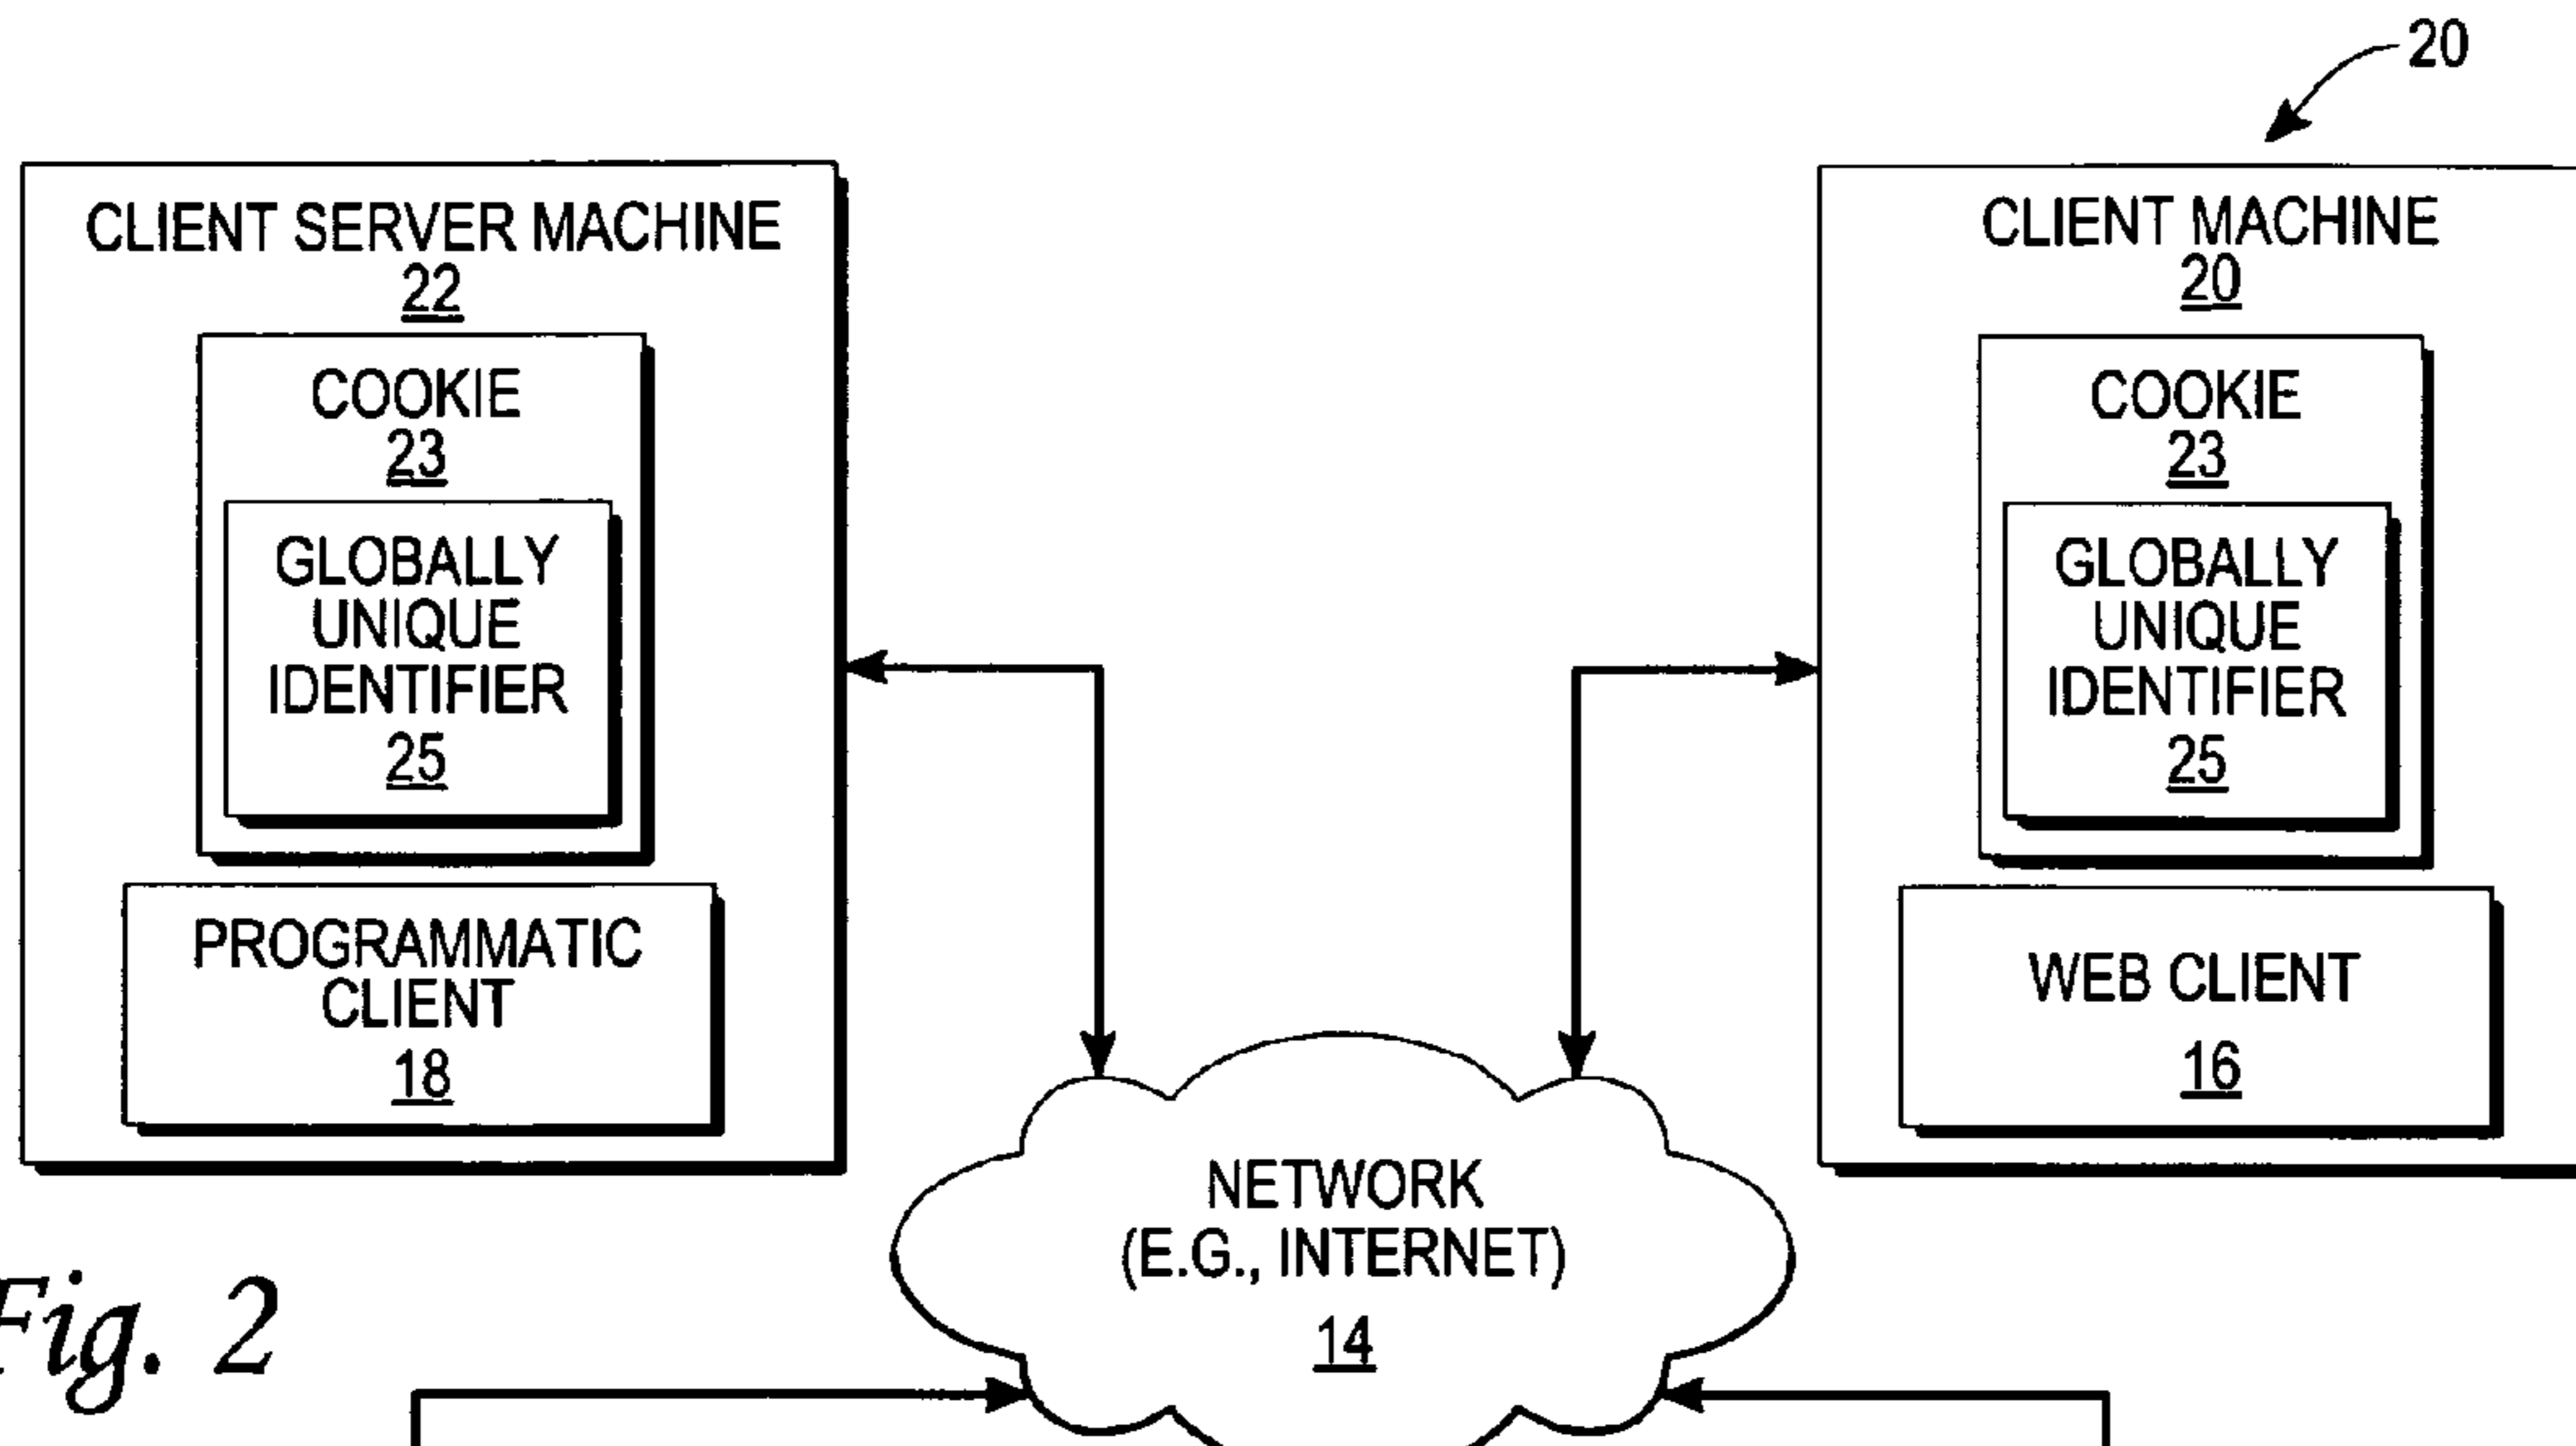 20
CLIENT SERVER MACHINE
22
COOKIE
23
GLOBALLY
UNIQUE
IDENTIFIER
25
PROGRAMMATIC
CLIENT
18
CLIENT MACHINE
20
COOKIE
23
GLOBALLY
UNIQUE
IDENTIFIER
25
WEB CLIENT
16
NETWORK
(E.G., INTERNET)
14
Fig. 2